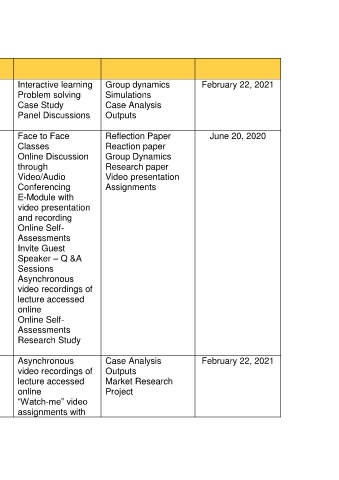 Interactive learning
Problem solving
Case Study
Panel Discussions
Group dynamics
Simulations
Case Analysis
Outputs
February 22, 2021
Face to Face
Classes
Online Discussion
through
Video/Audio
Conferencing
E-Module with
video presentation
and recording
Online Self-
Assessments
Invite Guest
Speaker – Q &A
Sessions
Asynchronous
video recordings of
lecture accessed
online
Online Self-
Assessments
Research Study
Reflection Paper
Reaction paper
Group Dynamics
Research paper
Video presentation
Assignments
June 20, 2020
Asynchronous
video recordings of
lecture accessed
online
“Watch-me” video
assignments with
Case Analysis
Outputs
Market Research
Project
February 22, 2021